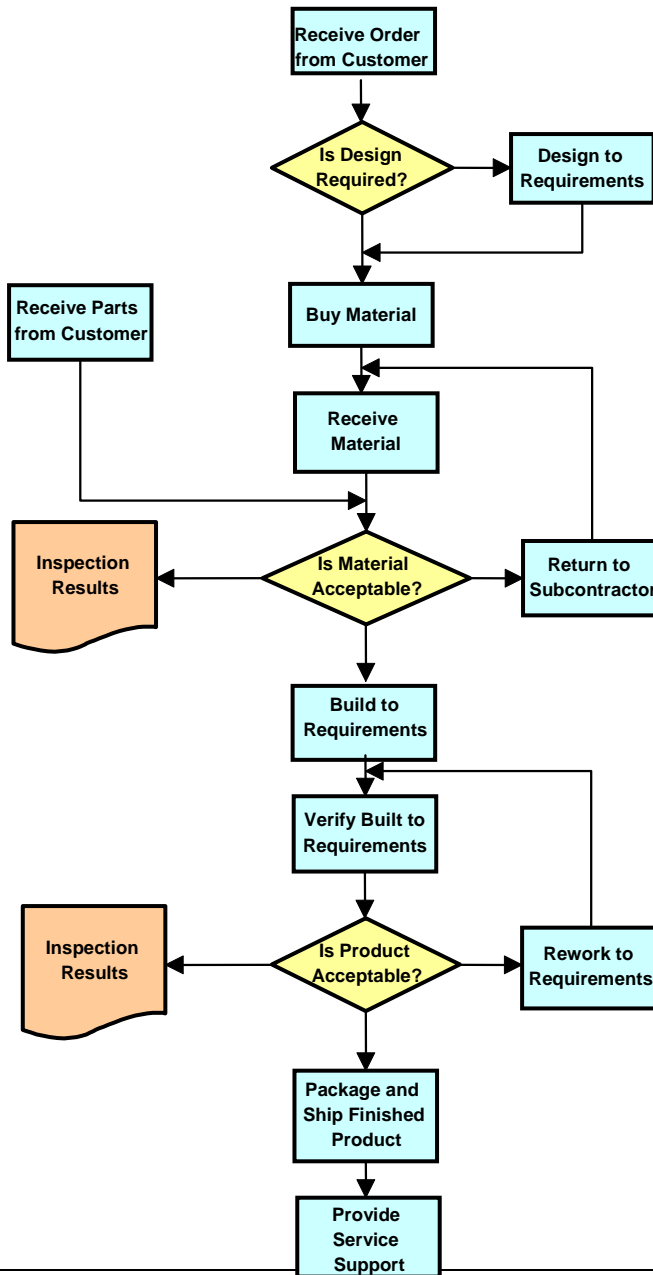 Receive Order
from Customer
Is Design
Required?
Design to
Requirements
Buy Material
Receive Parts
from Customer
Receive
Material
Inspection
Results
Is Material
Acceptable?
Return to
Subcontractor
Build to
Requirements
Verify Built to
Requirements
Inspection
Results
Is Product
Acceptable?
Rework to
Requirements
Package and
Ship Finished
Product
Provide
Service
Support